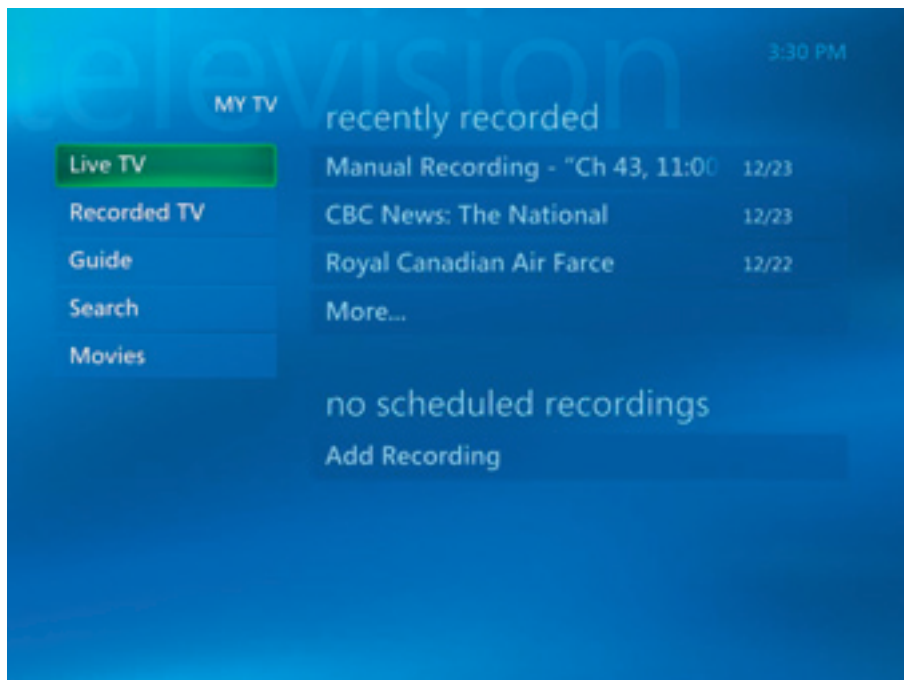 television
3:30 PM
MY TV
Live TV
Recorded TV
Guide
Search
Movies
recently recorded
Manual Recording - "Ch 43, 11:00 12/23
CBC News: The National 12/23
Royal Canadian Air Farce 12/22
More...
no scheduled recordings
Add Recording